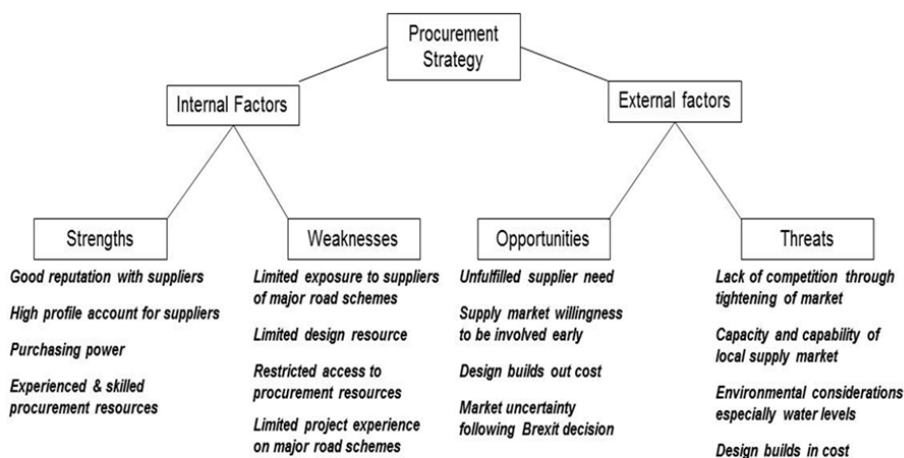 Procurement
Strategy
Internal Factors
External factors
Strengths
Good reputation with suppliers
High profile account for suppliers
Purchasing power
Experienced & skilled
procurement resources
Weaknesses
Limited exposure to suppliers
of major road schemes
Limited design resource
Restricted access to
procurement resources
Limited project experience
on major road schemes
Opportunities
Unfulfilled supplier need
Supply market willingness
to be involved early
Design builds out cost
Market uncertainty
following Brexit decision
Threats
Lack of competition through
tightening of market
Capacity and capability of
local supply market
Environmental considerations
especially water levels
Design builds in cost